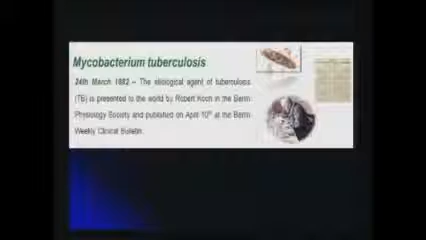 Mycobacterium tuberculosis
24th March 1882 – The etiological agent of tuberculosis
(TB) is presented to the world by Robert Koch in the Berlin
Physiology Society and published on April 10th at the Berlin
Weekly Clinical Bulletin.